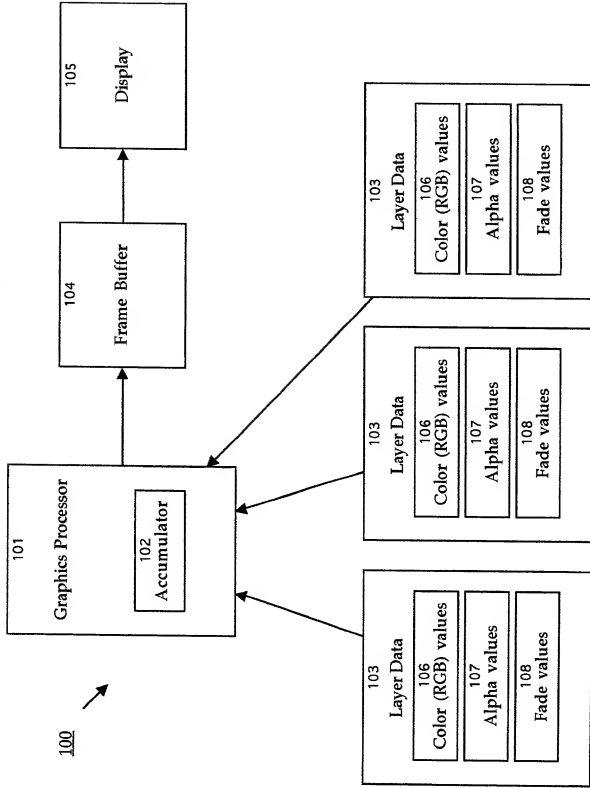 100
101
Graphics Processor
102
Accumulator
104
Frame Buffer
105
Display
103
Layer Data
106
Color (RGB) values
107
Alpha values
108
Fade values
103
Layer Data
106
Color (RGB) values
107
Alpha values
108
Fade values
103
Layer Data
106
Color (RGB) values
107
Alpha values
108
Fade values